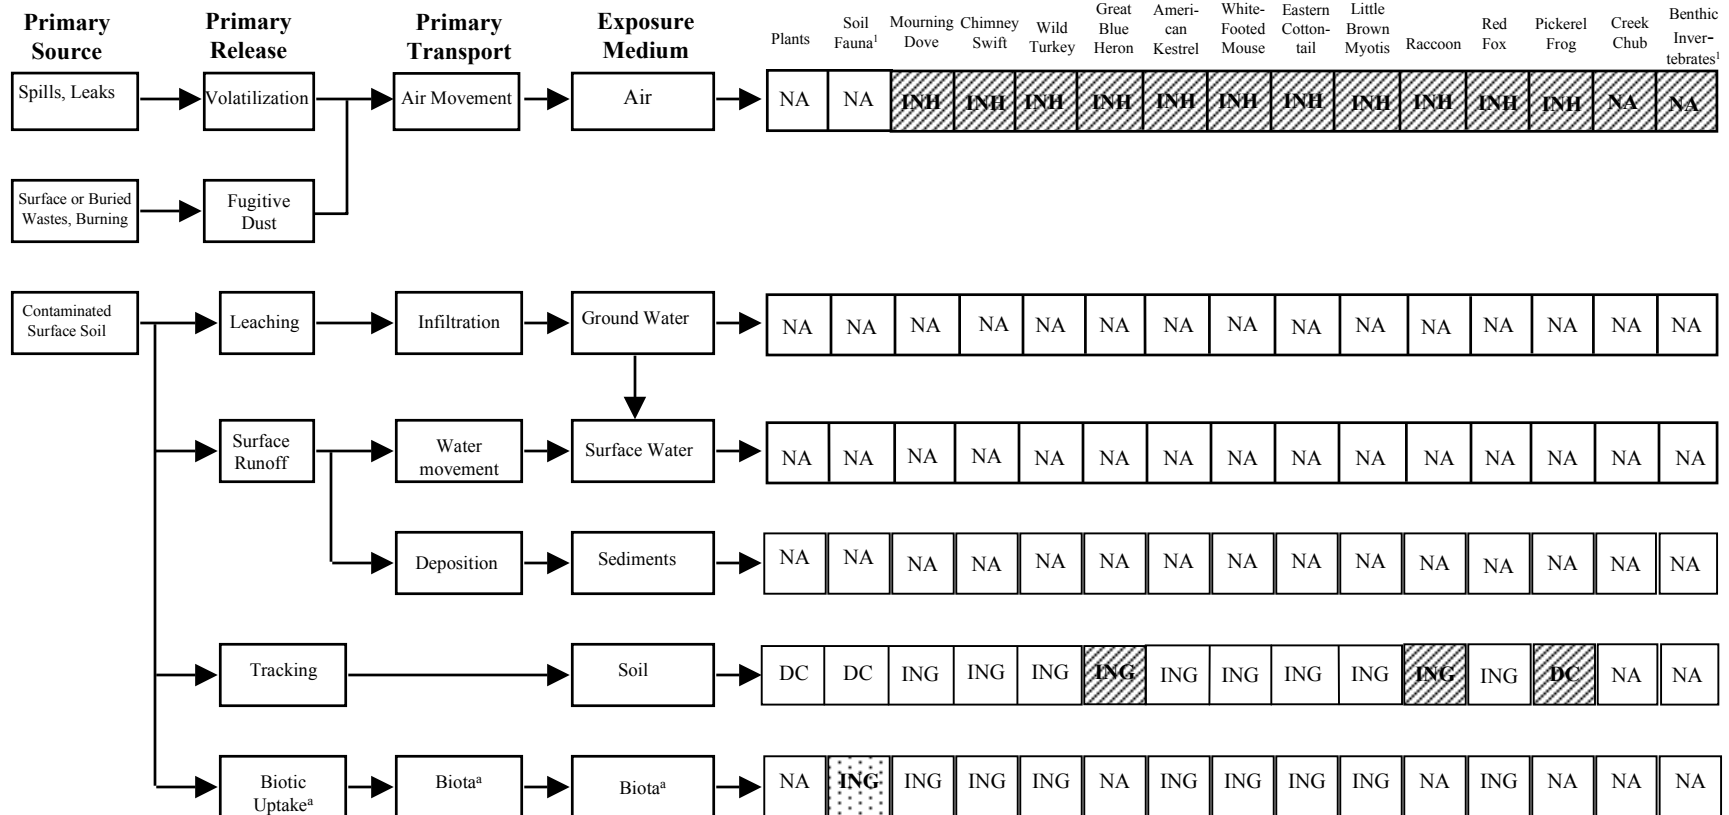 Primary
Source
Primary
Release
Primary
Transport
Exposure
Medium
Plants
Soil
Fauna¹
Mourning
Dove
Chimney
Swift
Wild
Turkey
Great
Blue
Heron
Ameri-
can
Kestrel
White-
Footed
Mouse
Eastern
Cotton-
tail
Little
Brown
Myotis
Raccoon
Red
Fox
Pickerel
Frog
Creek
Chub
Benthic
Inver-
tebrates¹
Spills, Leaks
Volatilization
Air Movement
Air
NA NA INH INH INH INH INH INH INH INH INH INH INH NA NA
Surface or Buried
Wastes, Burning
Fugitive
Dust
Contaminated
Surface Soil
Leaching
Infiltration
Ground Water
NA NA NA NA NA NA NA NA NA NA NA NA NA NA NA
Surface
Runoff
Water
movement
Surface Water
NA NA NA NA NA NA NA NA NA NA NA NA NA NA NA
Deposition
Sediments
NA NA NA NA NA NA NA NA NA NA NA NA NA NA NA
Tracking
Soil
DC DC ING ING ING ING ING ING ING ING ING ING DC NA NA
Biotic
Uptakeᵃ
Biotaᵃ
Biotaᵃ
NA ING ING ING ING NA ING ING ING ING NA ING NA NA NA